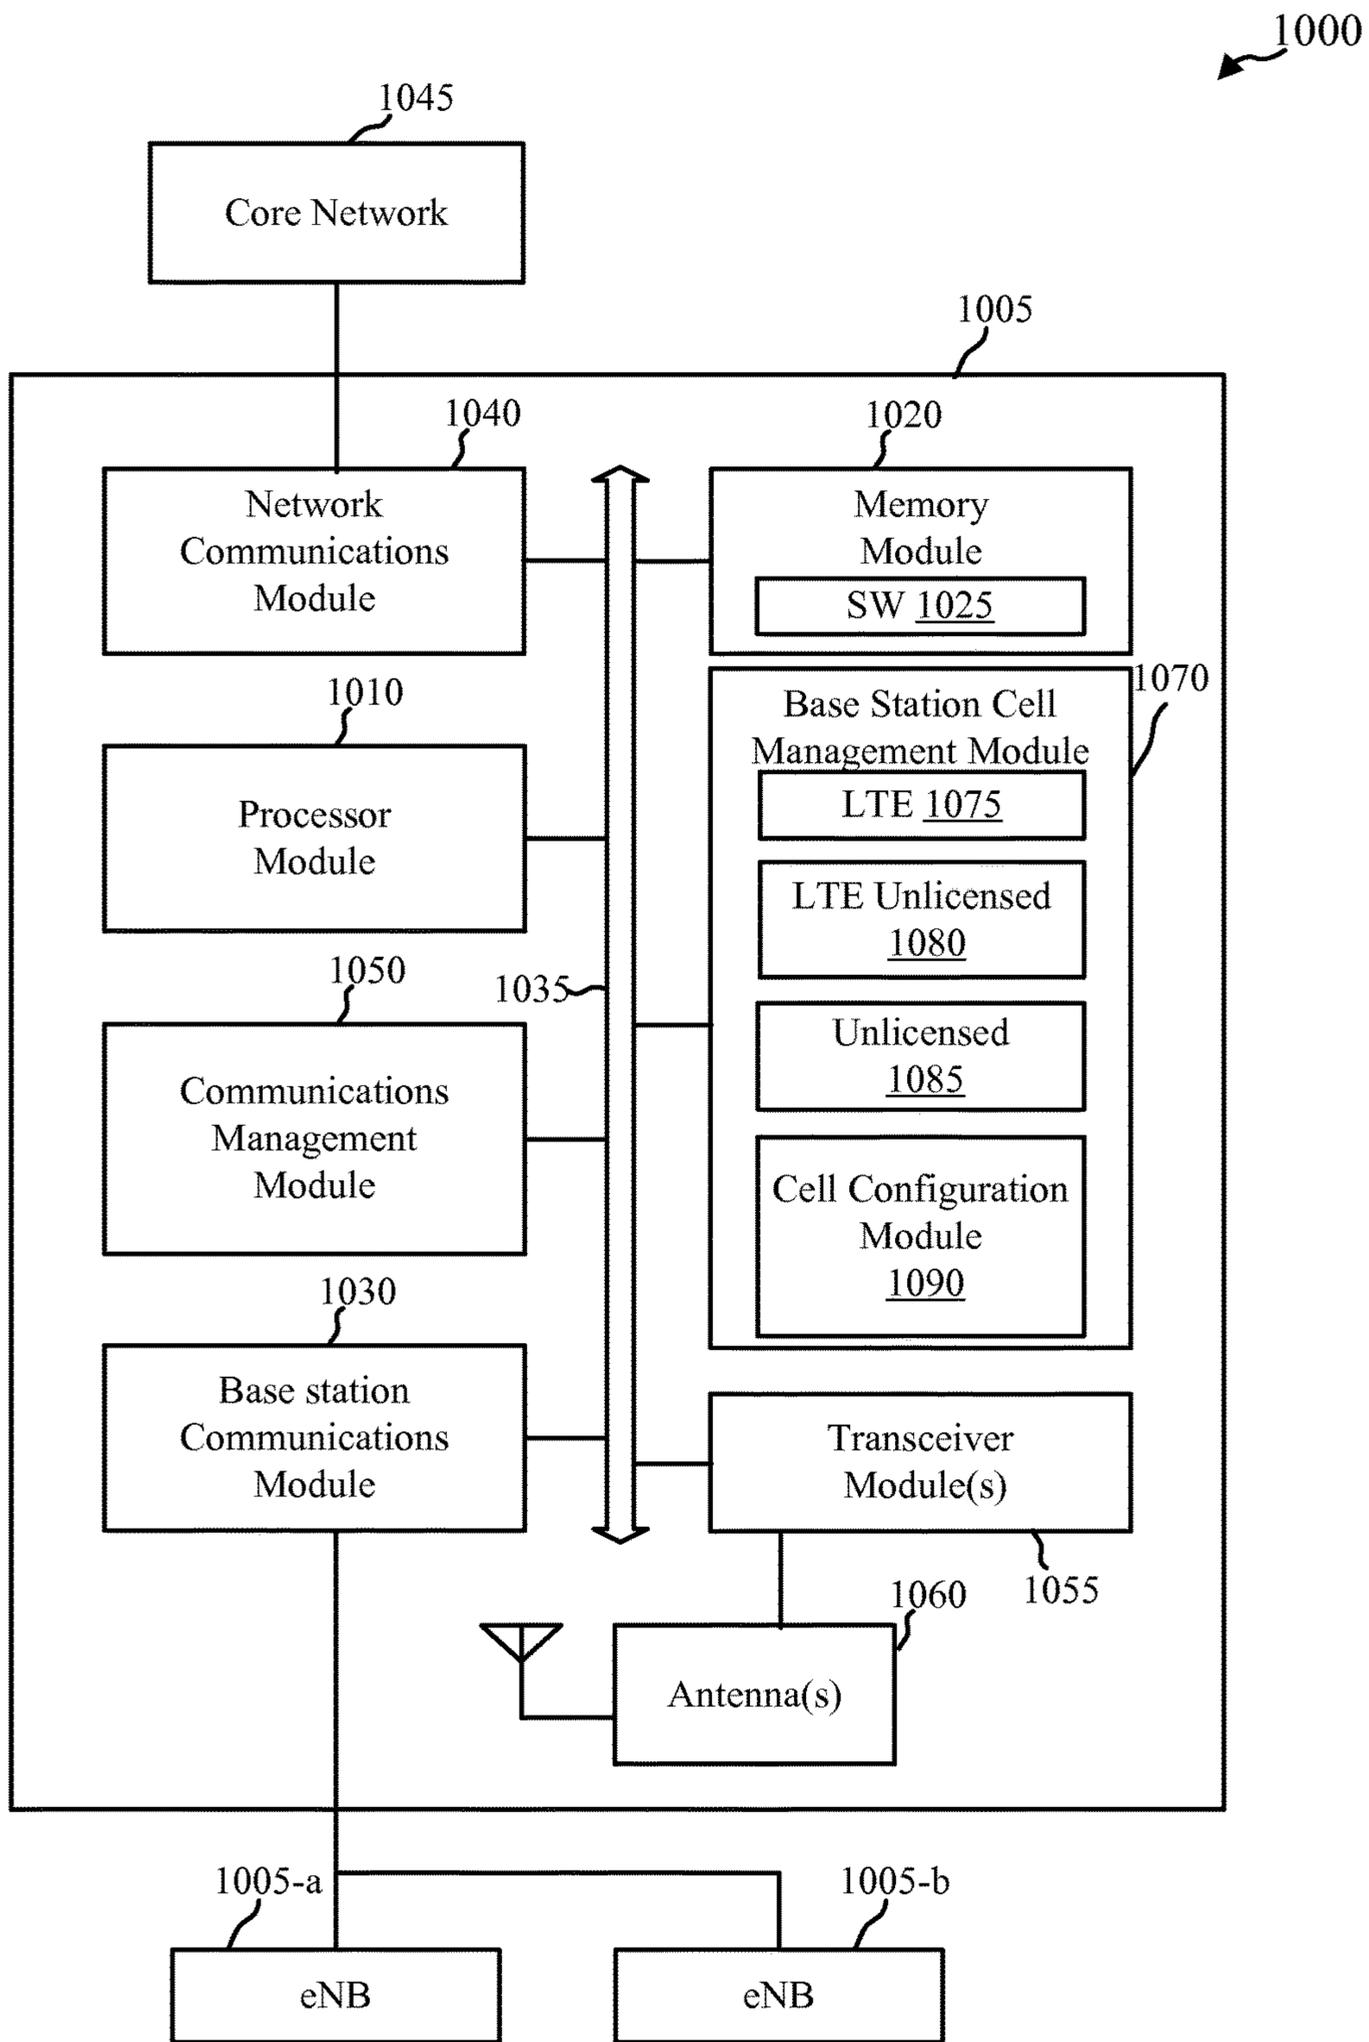 1000
1045
Core Network
1005
1040
Network
Communications
Module
1020
Memory
Module
SW 1025
1010
Processor
Module
1070
Base Station Cell
Management Module
LTE 1075
LTE Unlicensed
1080
Unlicensed
1085
Cell Configuration
Module
1090
1050
1035
Communications
Management
Module
1030
Base station
Communications
Module
Transceiver
Module(s)
1055
1060
Antenna(s)
1005-a
1005-b
eNB
eNB